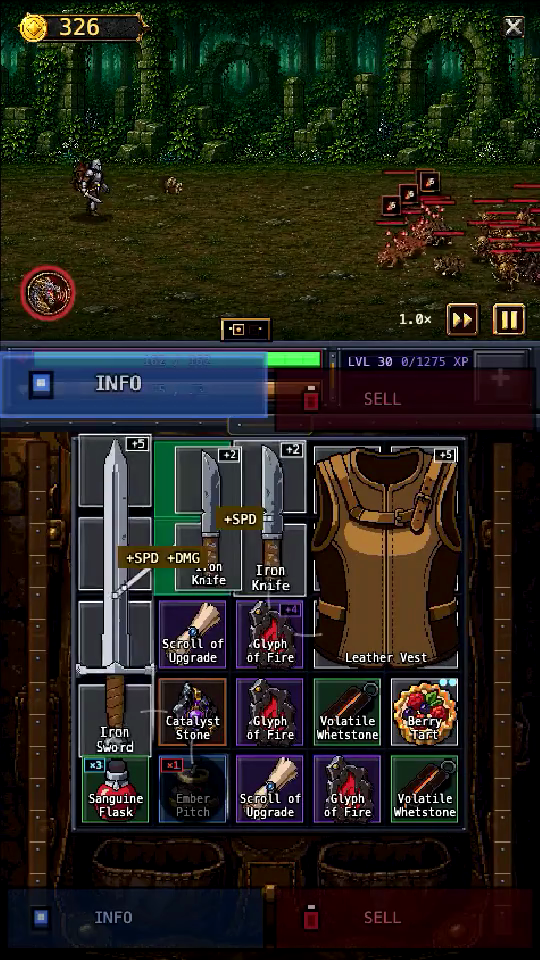 326
1.0×
LVL 30 0/1275 XP
INFO
SELL
+5
+2
+2
+5
+SPD
+SPD +DMG
Iron
Knife
Iron
Knife
+4
Scroll of
Upgrade
Glyph
of Fire
Leather Vest
Iron
Sword
Catalyst
Stone
Glyph
of Fire
Volatile
Whetstone
Berry
Tart
×3
×1
Sanguine
Flask
Ember
Pitch
Scroll of
Upgrade
Glyph
of Fire
Volatile
Whetstone
INFO
SELL